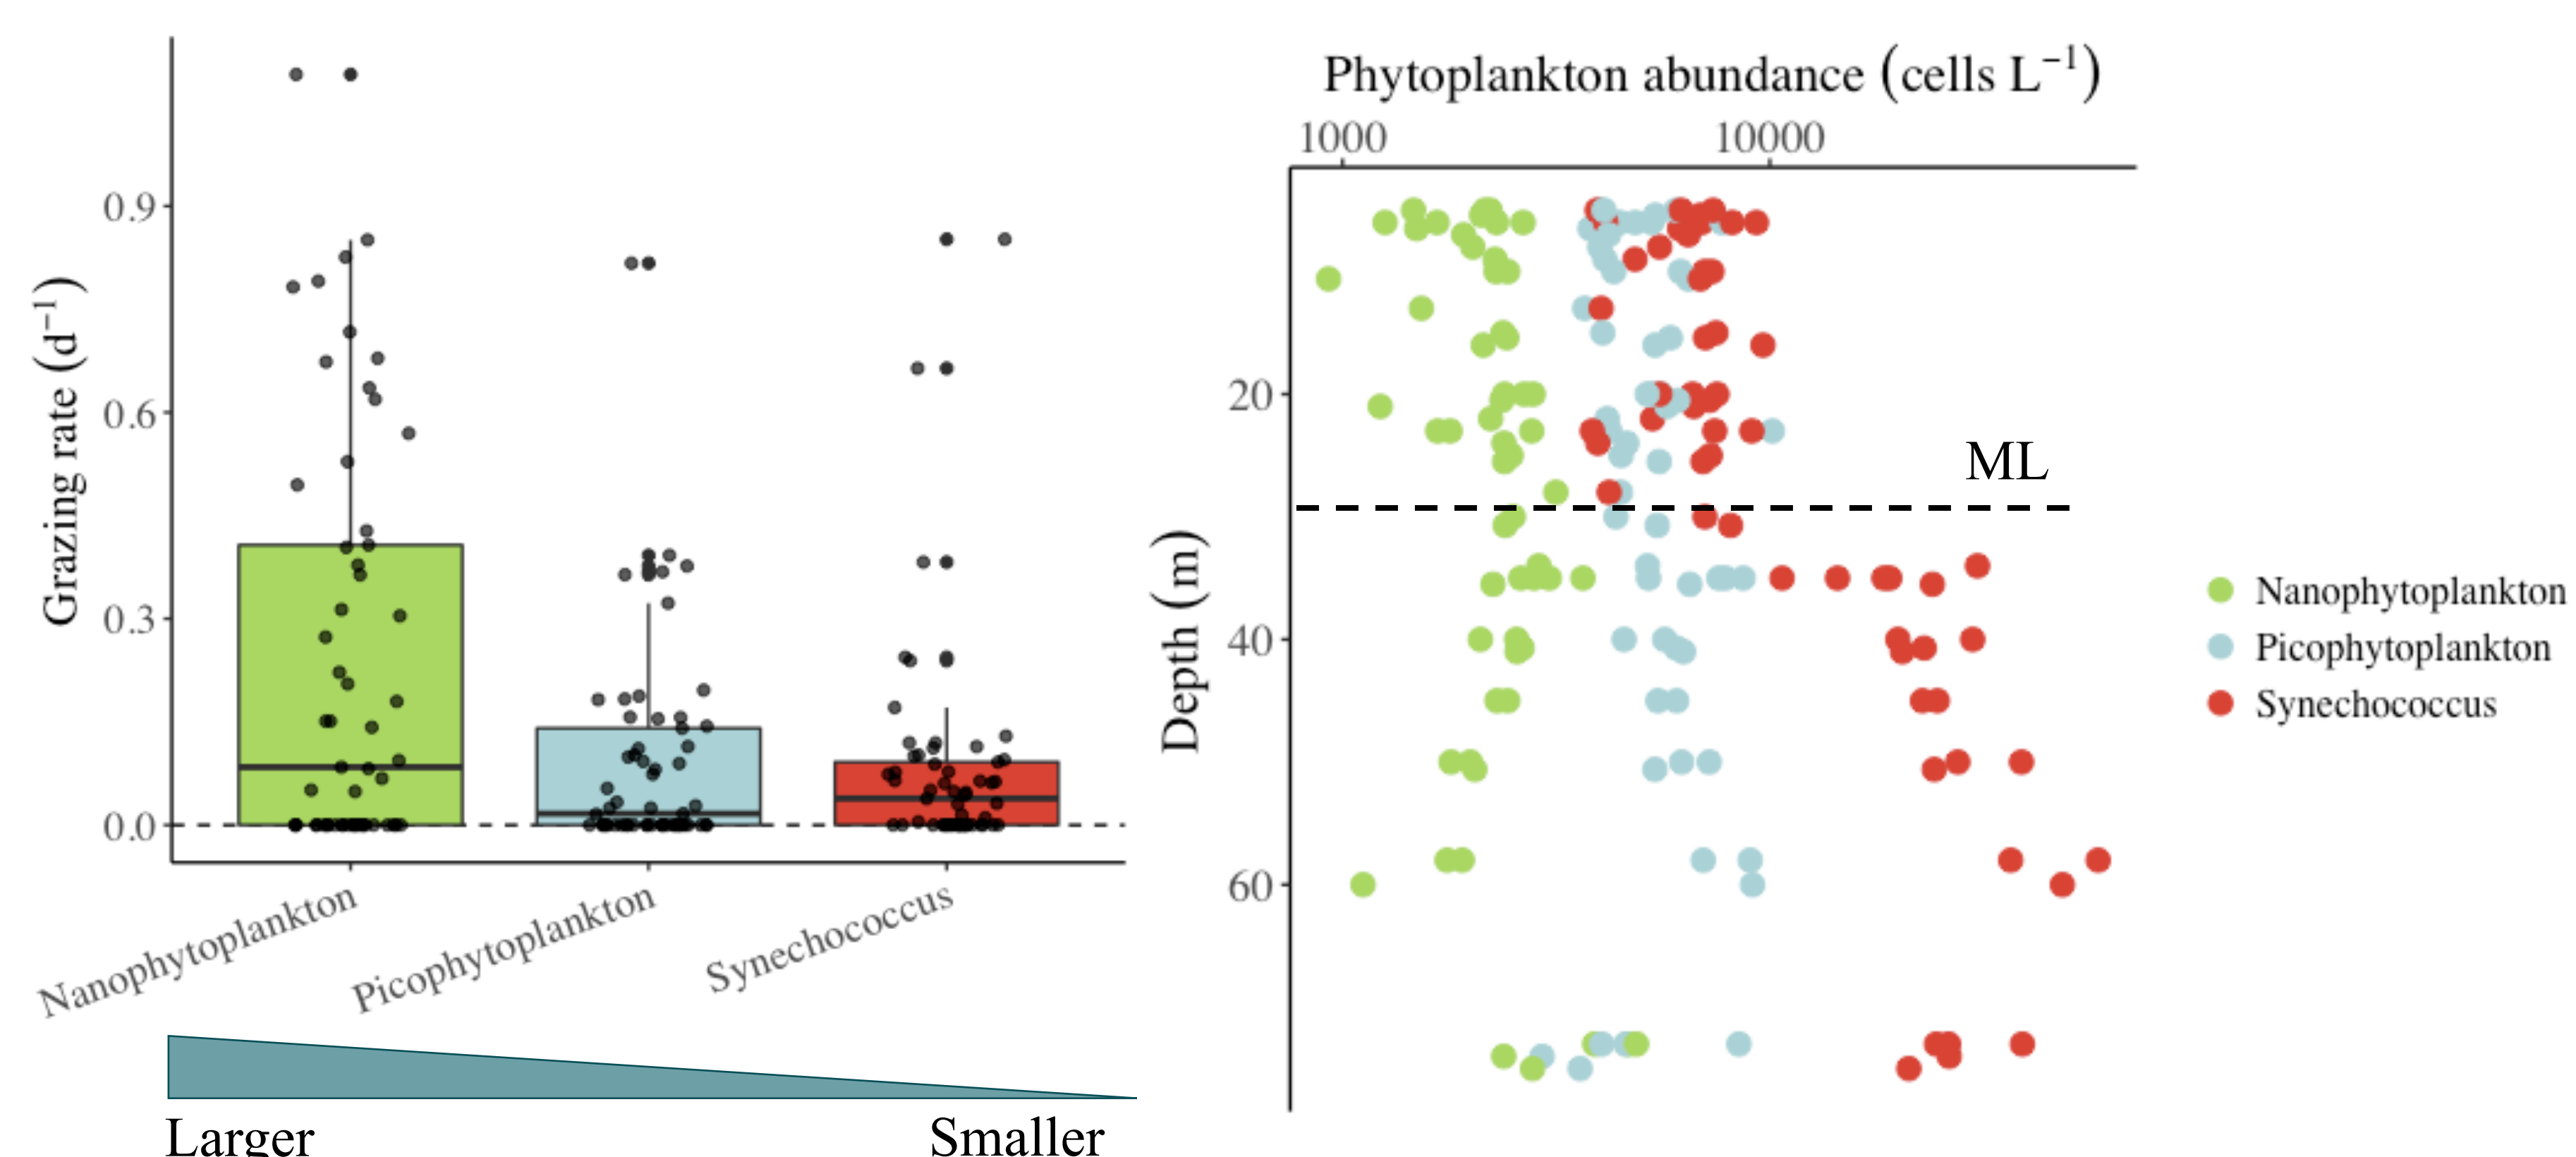 Grazing rate (d⁻¹)
0.9
0.6
0.3
0.0
Nanophytoplankton
Picophytoplankton
Synechococcus
Larger
Smaller
Phytoplankton abundance (cells L⁻¹)
1000
10000
Depth (m)
20
40
60
ML
Nanophytoplankton
Picophytoplankton
Synechococcus